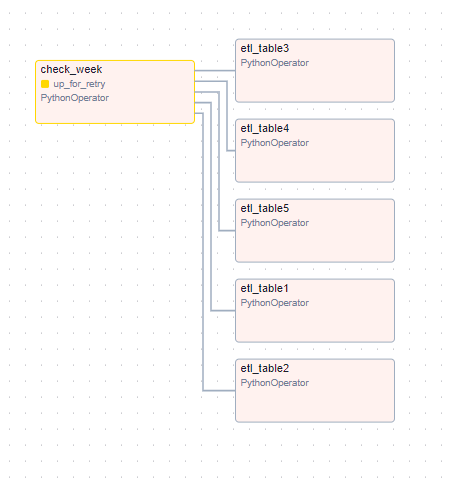 check_week
up_for_retry
PythonOperator
etl_table3
PythonOperator
etl_table4
PythonOperator
etl_table5
PythonOperator
etl_table1
PythonOperator
etl_table2
PythonOperator